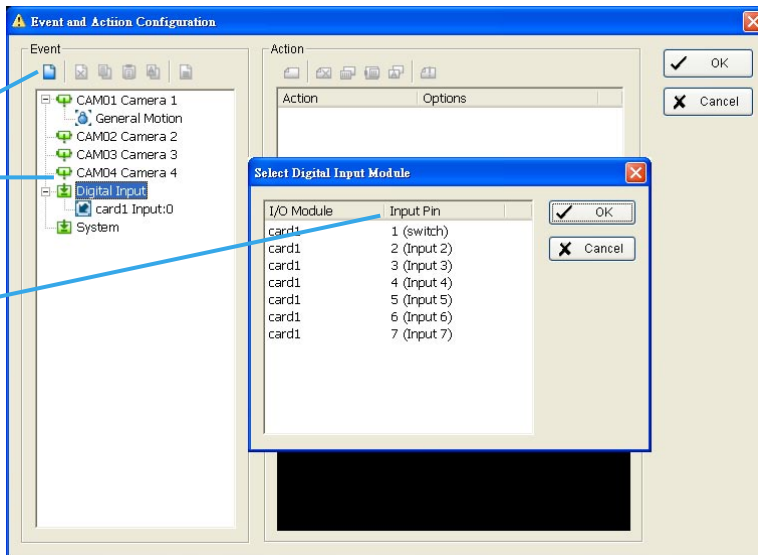 Event and Actiion Configuration
Event
Action
OK
Cancel
CAM01 Camera 1
General Motion
CAM02 Camera 2
CAM03 Camera 3
CAM04 Camera 4
Digital Input
card1 Input:0
System
Action Options
Select Digital Input Module
I/O Module Input Pin
card1 1 (switch)
card1 2 (Input 2)
card1 3 (Input 3)
card1 4 (Input 4)
card1 5 (Input 5)
card1 6 (Input 6)
card1 7 (Input 7)
OK
Cancel